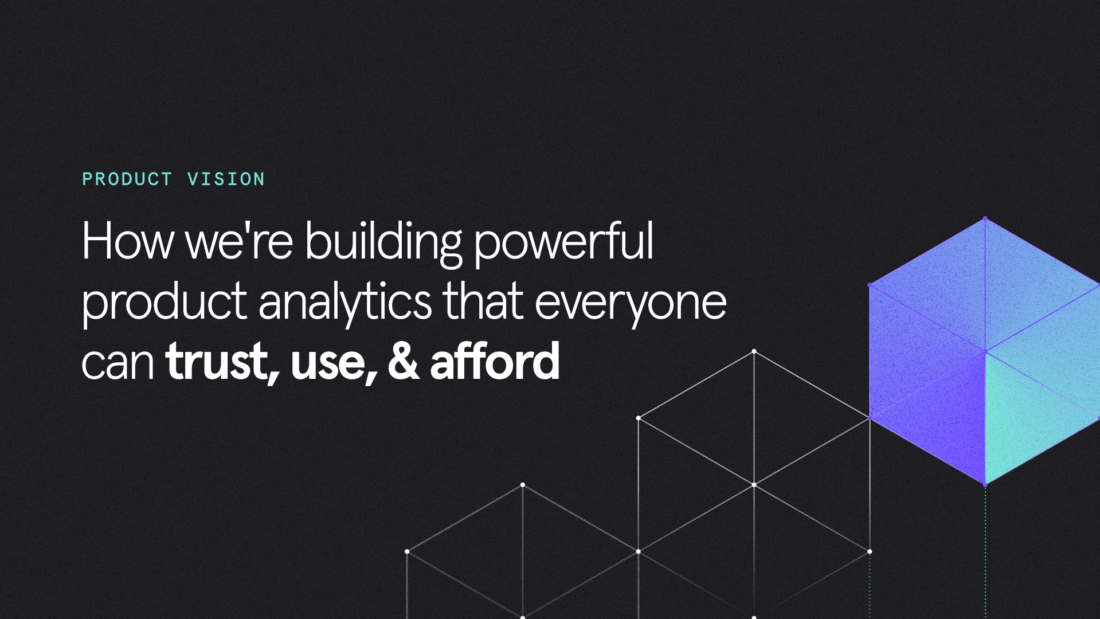 PRODUCT VISION
How we're building powerful
product analytics that everyone
can trust, use, & afford